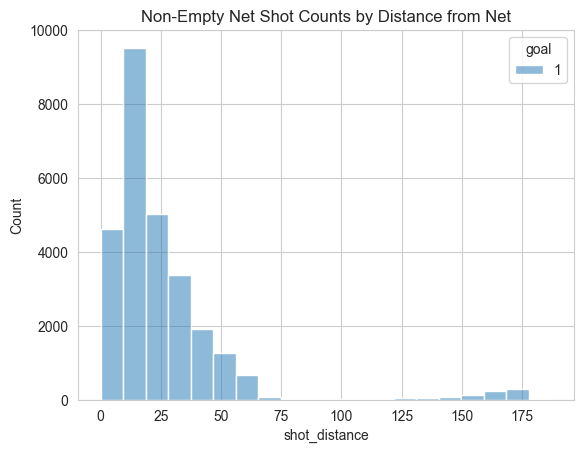 Non-Empty Net Shot Counts by Distance from Net
goal
1
10000
8000
6000
4000
2000
0
Count
0 25 50 75 100 125 150 175
shot_distance